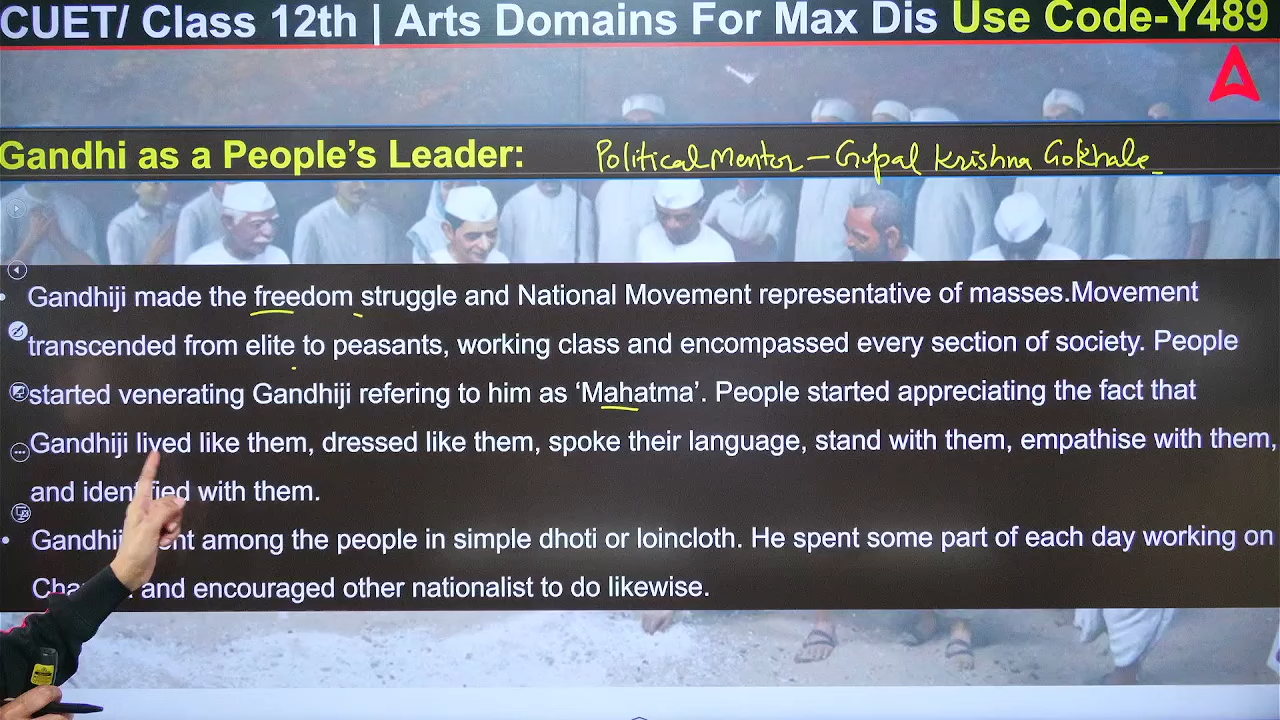 CUET/ Class 12th | Arts Domains For Max Dis Use Code-Y489
Gandhi as a People's Leader: Political Mentor – Gopal Krishna Gokhale
• Gandhiji made the freedom struggle and National Movement representative of masses.Movement
transcended from elite to peasants, working class and encompassed every section of society. People
started venerating Gandhiji refering to him as ‘Mahatma’. People started appreciating the fact that
Gandhiji lived like them, dressed like them, spoke their language, stand with them, empathise with them,
and identified with them.
• Gandhiji among the people in simple dhoti or loincloth. He spent some part of each day working on
and encouraged other nationalist to do likewise.